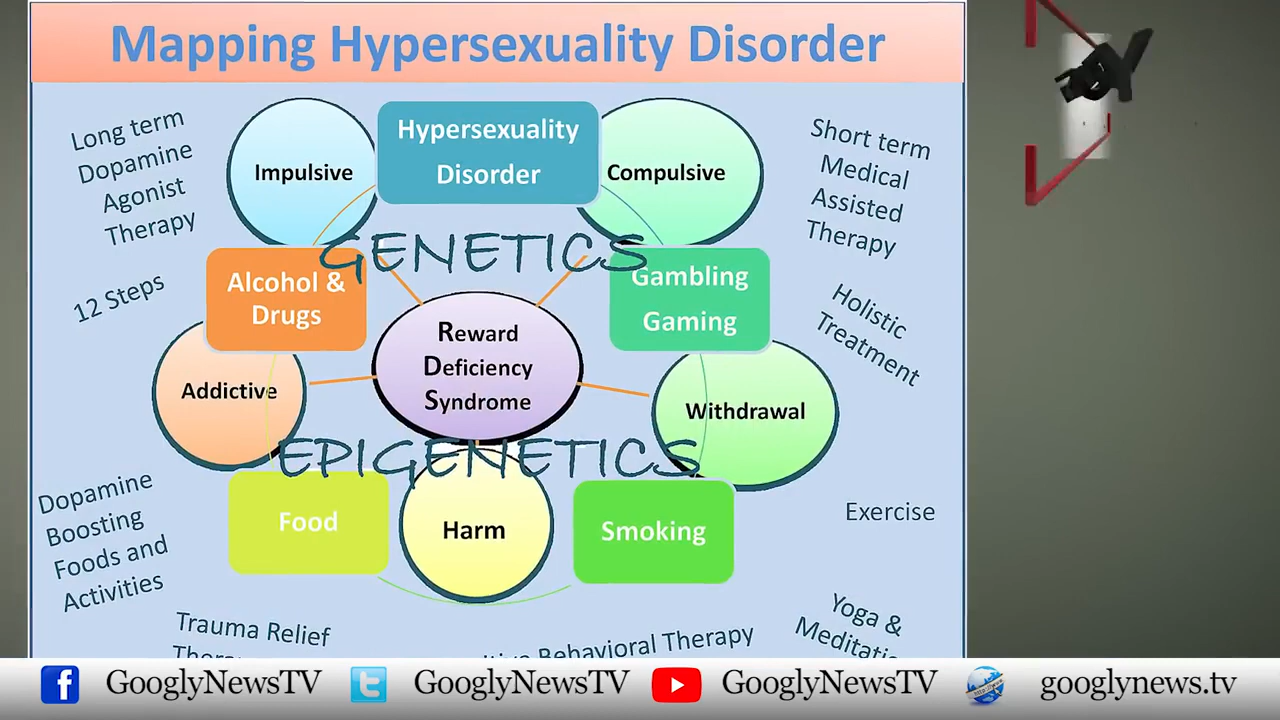 Mapping Hypersexuality Disorder
Long term
Dopamine
Agonist
Therapy
Impulsive
Hypersexuality
Disorder
Compulsive
Short term
Medical
Assisted
Therapy
GENETICS
12 Steps
Alcohol &
Drugs
Gambling
Gaming
Holistic
Treatment
Reward
Deficiency
Syndrome
Addictive
Withdrawal
EPIGENETICS
Dopamine
Boosting
Foods and
Activities
Food
Harm
Smoking
Exercise
Trauma Relief
Behavioral Therapy
Yoga &
GooglyNewsTV
GooglyNewsTV
GooglyNewsTV
googlynews.tv